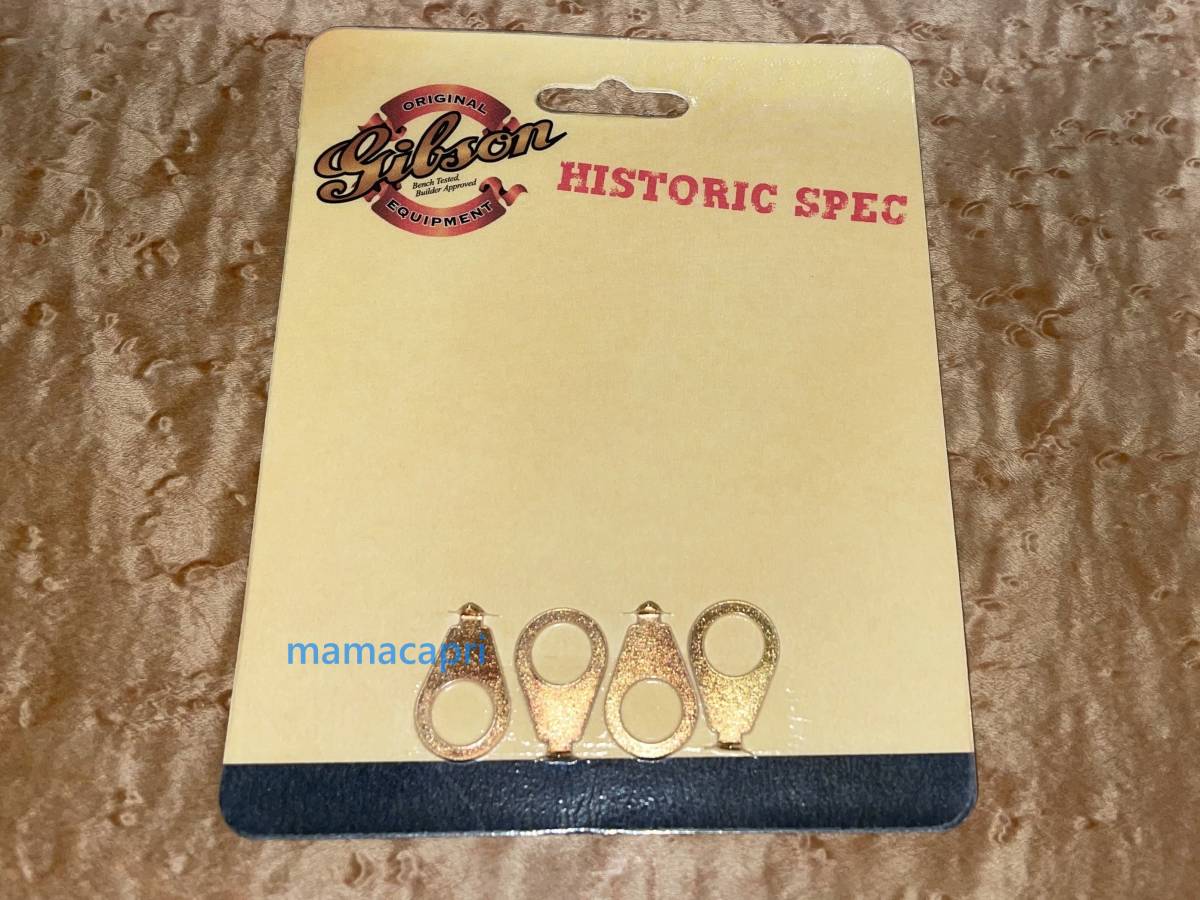 ORIGINAL
Gibson
Bench Tested,
Builder Approved
EQUIPMENT
HISTORIC SPEC
mamacapri